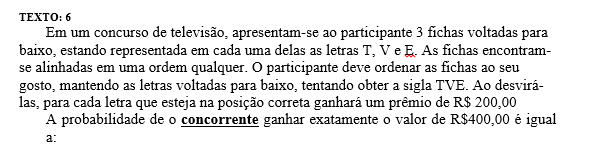 TEXTO: 6
Em um concurso de televisão, apresentam-se ao participante 3 fichas voltadas para
baixo, estando representada em cada uma delas as letras T, V e E. As fichas encontram-
se alinhadas em uma ordem qualquer. O participante deve ordenar as fichas ao seu
gosto, mantendo as letras voltadas para baixo, tentando obter a sigla TVE. Ao desvirá-
las, para cada letra que esteja na posição correta ganhará um prêmio de R$ 200,00
A probabilidade de o concorrente ganhar exatamente o valor de R$400,00 é igual
a: